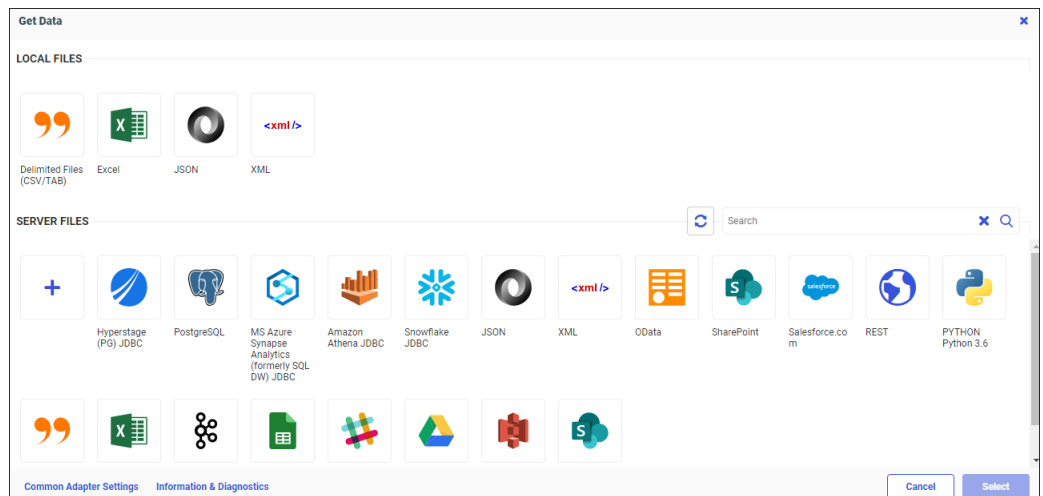 Get Data
LOCAL FILES
<xml/>
Delimited Files
(CSV/TAB)
Excel
JSON
XML
SERVER FILES
Search
<xml/>
salesforce
Hyperstage
(PG) JDBC
PostgreSQL
MS Azure
Synapse
Analytics
(formerly SQL
DW) JDBC
Amazon
Athena JDBC
Snowflake
JDBC
JSON
XML
OData
SharePoint
Salesforce.co
m
REST
PYTHON
Python 3.6
Common Adapter Settings
Information & Diagnostics
Cancel
Select